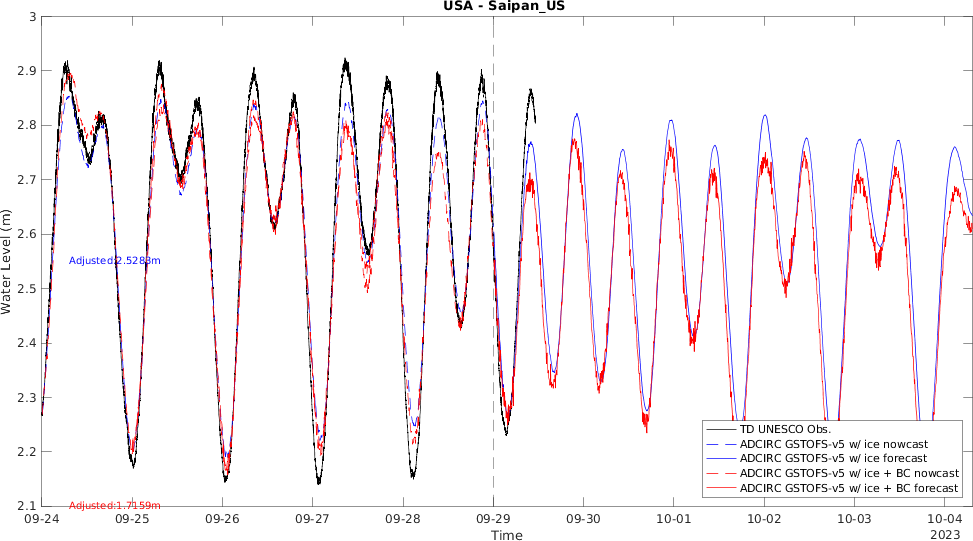 USA - Saipan_US
Water Level (m)
3
2.9
2.8
2.7
2.6
2.5
2.4
2.3
2.2
2.1
Adjusted:2.5283m
Adjusted:1.7159m
TD UNESCO Obs.
ADCIRC GSTOFS-v5 w/ ice nowcast
ADCIRC GSTOFS-v5 w/ ice forecast
ADCIRC GSTOFS-v5 w/ ice + BC nowcast
ADCIRC GSTOFS-v5 w/ ice + BC forecast
09-24 09-25 09-26 09-27 09-28 09-29 09-30 10-01 10-02 10-03 10-04
Time
2023